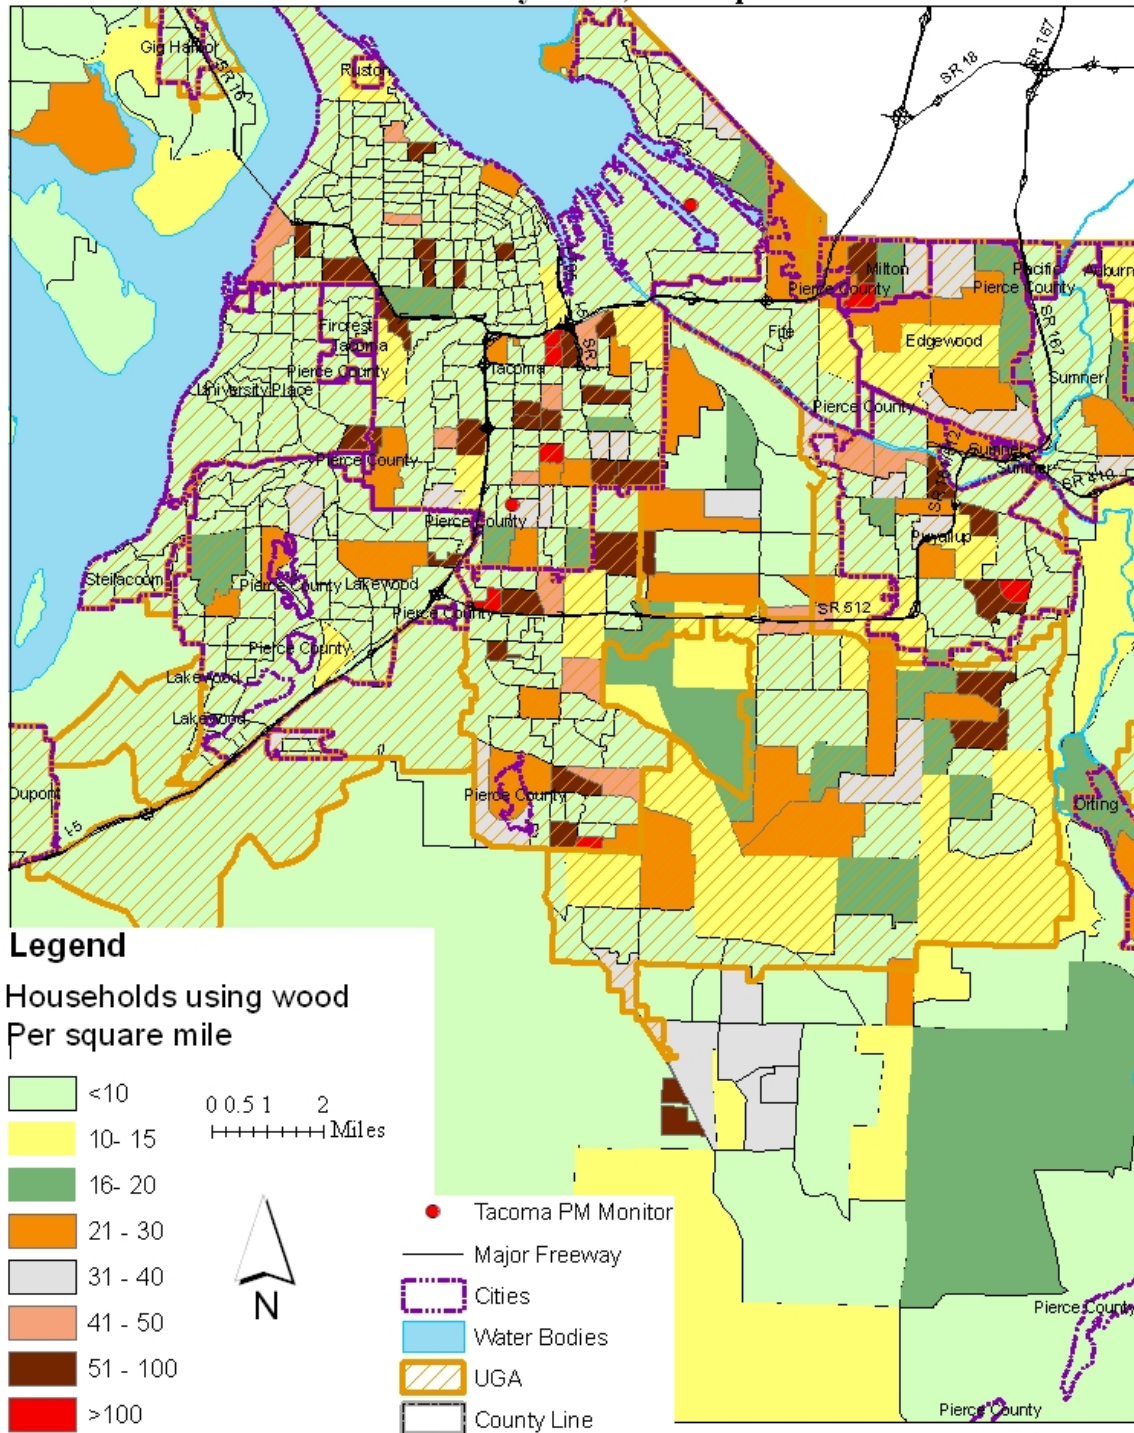 Gig Harbor
SR 16
Ruston
SR 18
SR 167
Milton
Pierce County
Pacific
Pierce County
Auburn
Fife
Edgewood
SR 167
Fircrest
Tacoma
Pierce County
University Place
Tacoma
SR
Sumner
Pierce County
Pierce County
Sumner
Sumner
SR 410
Pierce County
Puyallup
Steilacoom
Pierce County
Lakewood
Pierce County
SR 512
Pierce County
Lakewood
Lakewood
Dupont
I-5
Pierce County
Orting
Legend
Households using wood
Per square mile
<10
10- 15
16- 20
21 - 30
31 - 40
41 - 50
51 - 100
>100
0 0.5 1 2
Miles
N
Tacoma PM Monitor
Major Freeway
Cities
Water Bodies
UGA
County Line
Pierce County
Pierce County